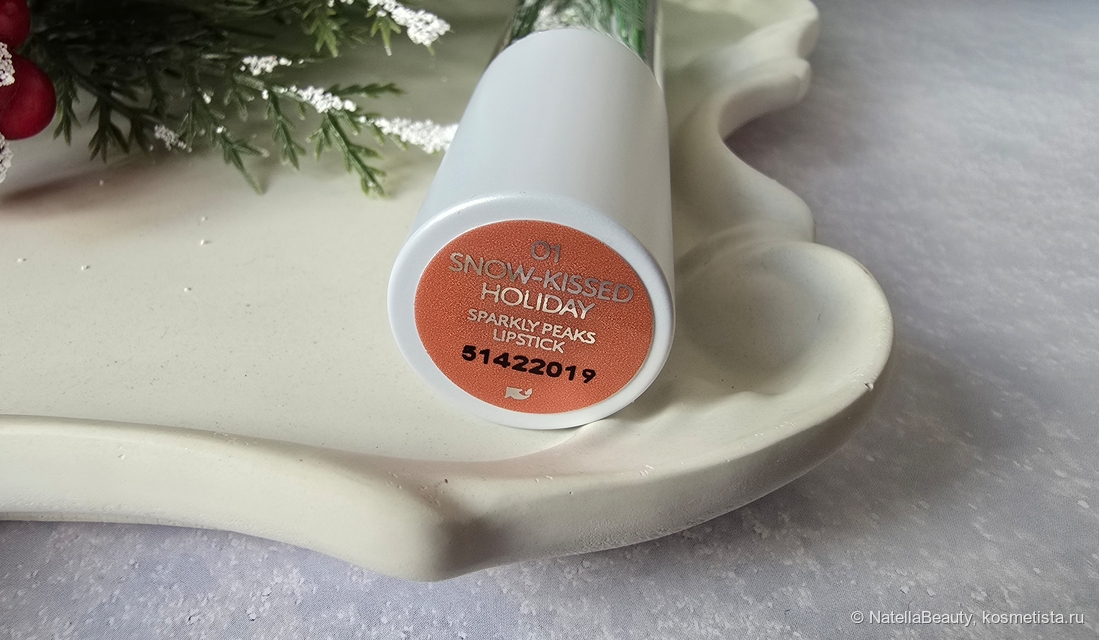 01
SNOW-KISSED
HOLIDAY
SPARKLY PEAKS
LIPSTICK
51422019
© NatellaBeauty, kosmetista.ru